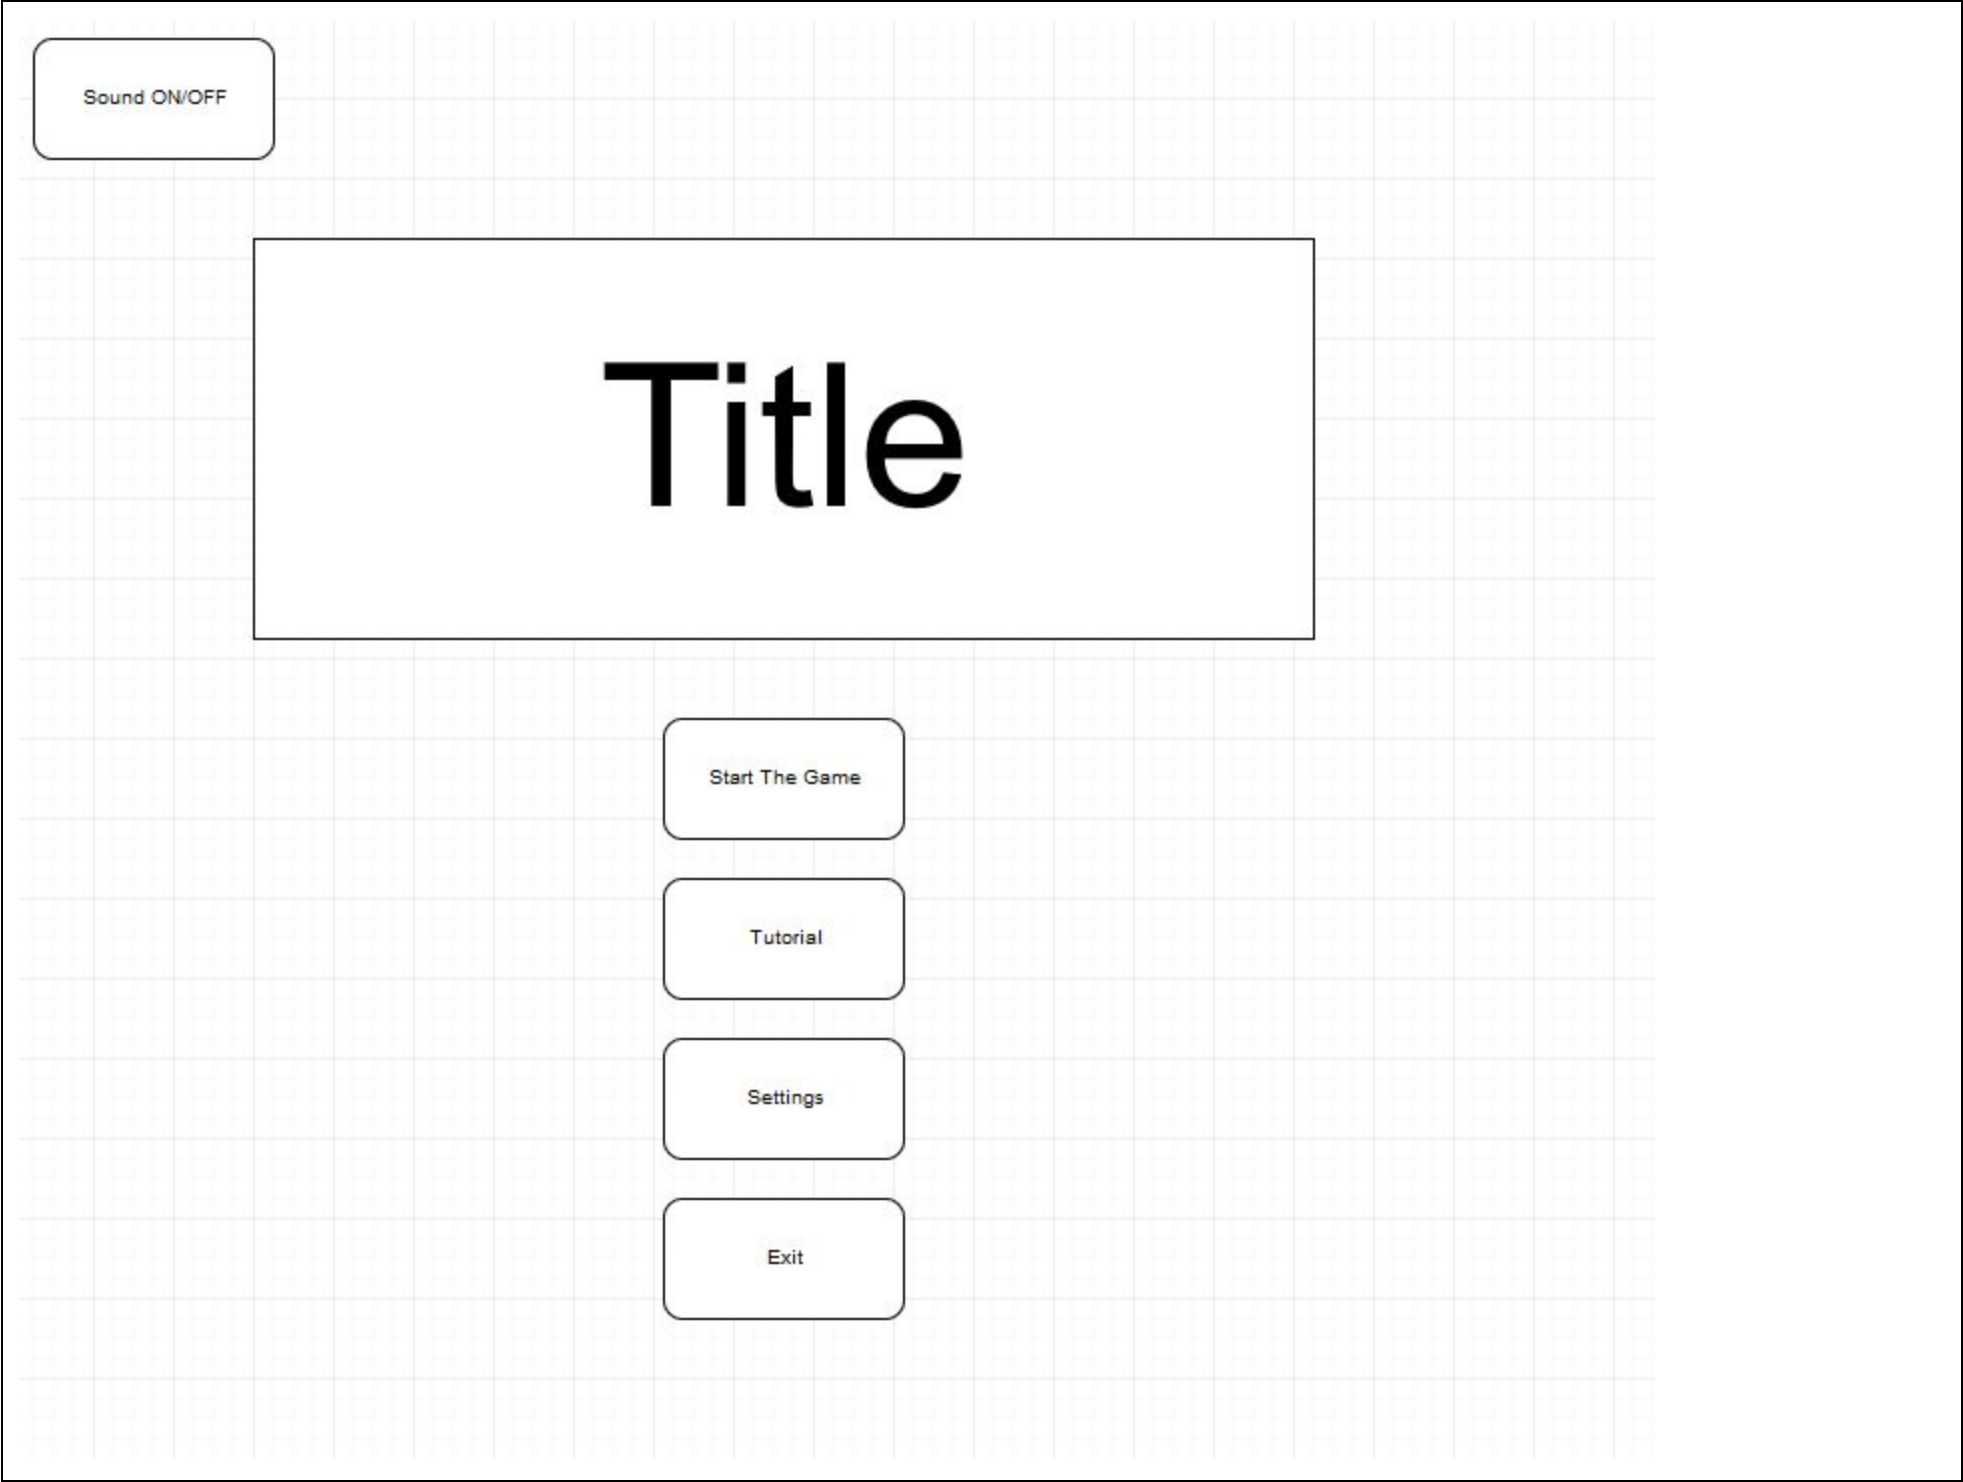 Sound ON/OFF
Title
Start The Game
Tutorial
Settings
Exit